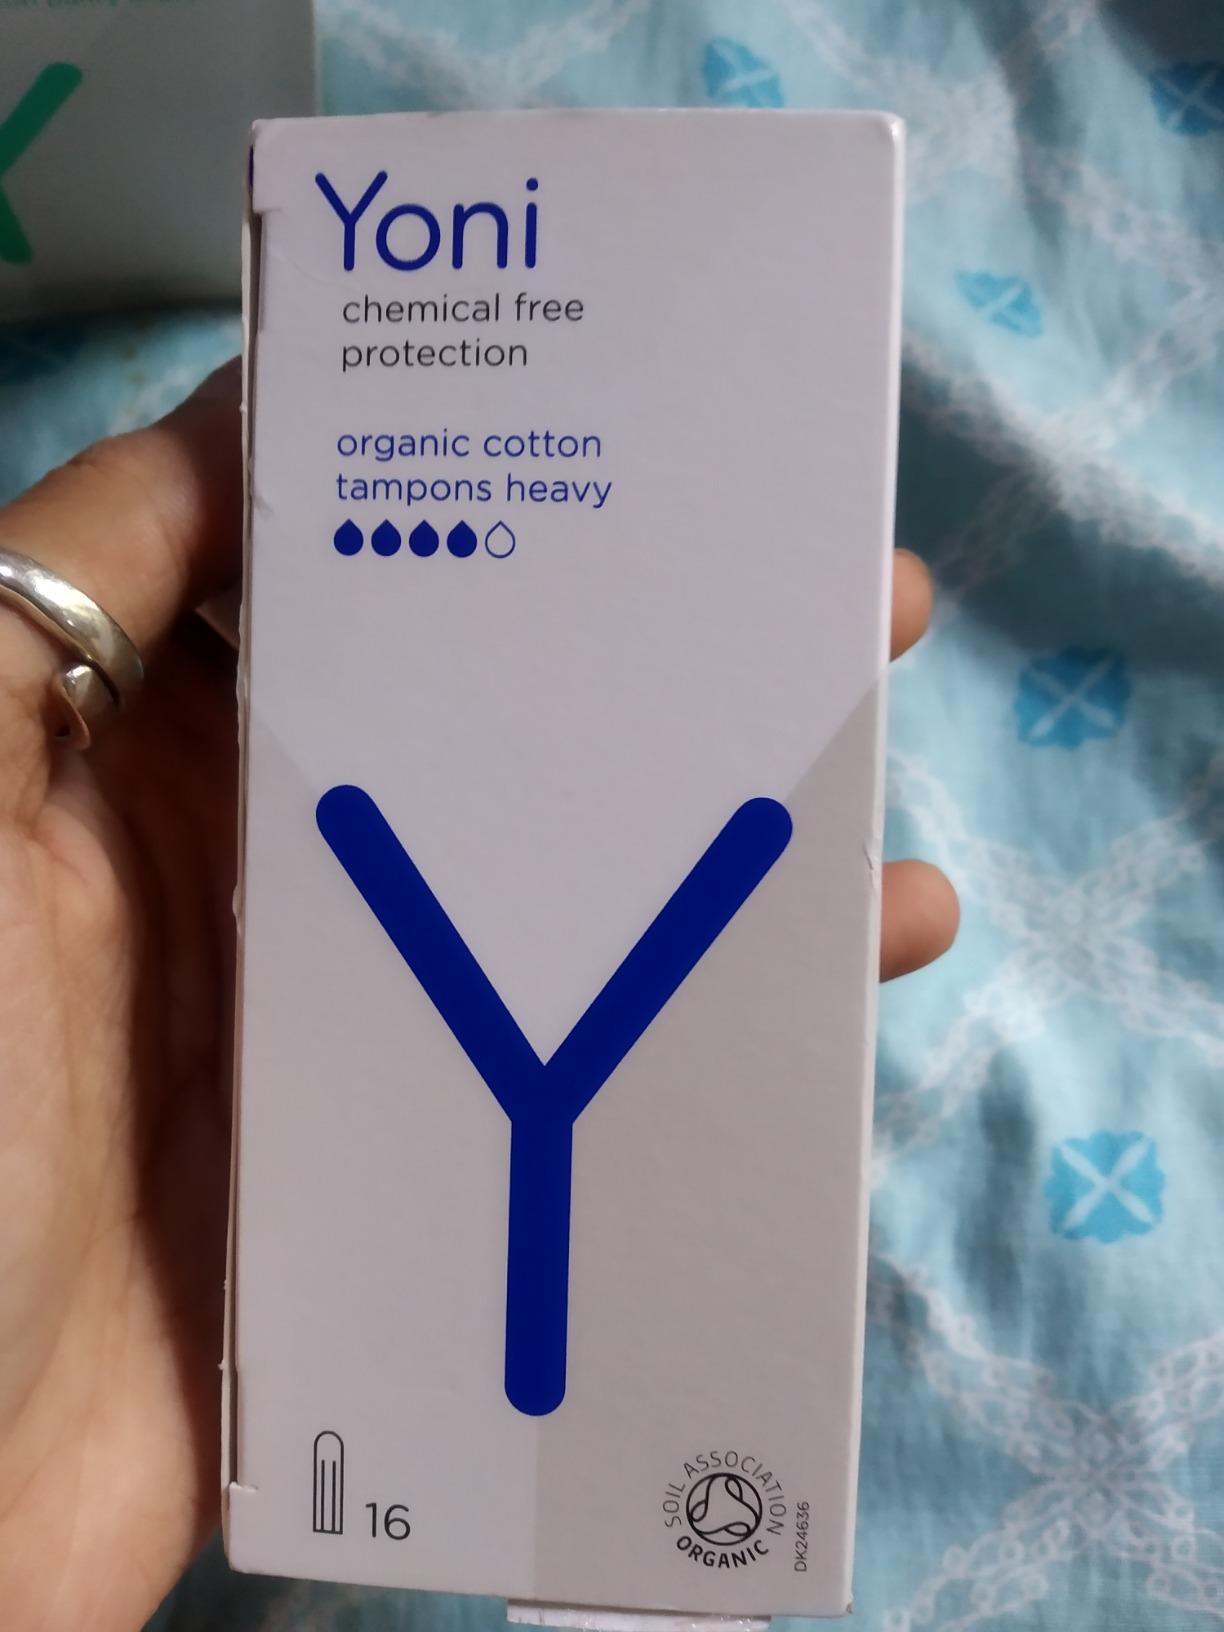 Yoni
chemical free
protection
organic cotton
tampons heavy
Y
16
SOIL ASSOCIATION
ORGANIC
DK24636